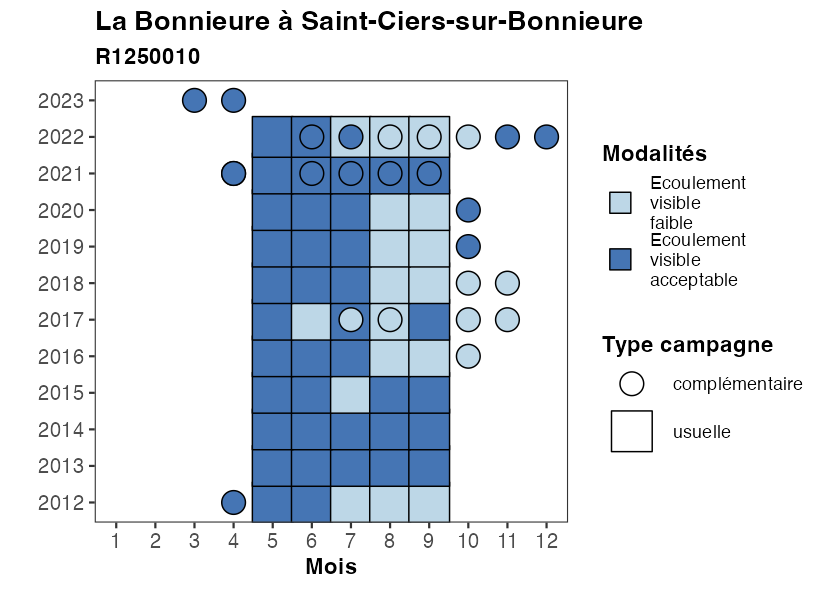 La Bonnieure à Saint-Ciers-sur-Bonnieure
R1250010
2023
2022
2021
2020
2019
2018
2017
2016
2015
2014
2013
2012
1 2 3 4 5 6 7 8 9 10 11 12
Mois
Modalités
Ecoulement
visible
faible
Ecoulement
visible
acceptable
Type campagne
complémentaire
usuelle